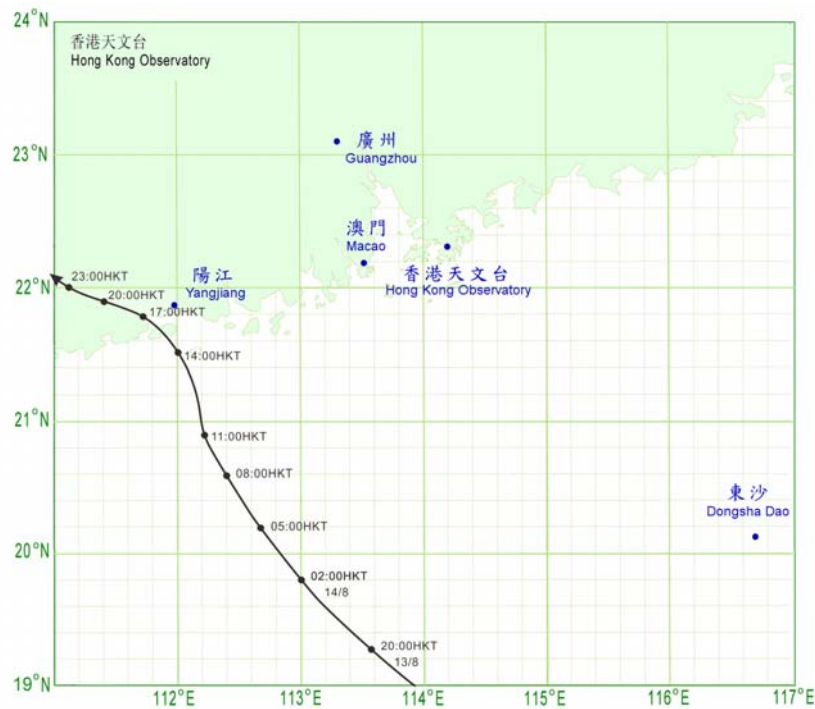 24°N
香港天文台
Hong Kong Observatory
廣州
Guangzhou
23°N
澳門
Macao
香港天文台
Hong Kong Observatory
陽江
Yangjiang
22°N
23:00HKT
20:00HKT
17:00HKT
14:00HKT
21°N
11:00HKT
08:00HKT
東沙
Dongsha Dao
05:00HKT
20°N
02:00HKT
14/8
20:00HKT
13/8
19°N
112°E
113°E
114°E
115°E
116°E
117°E